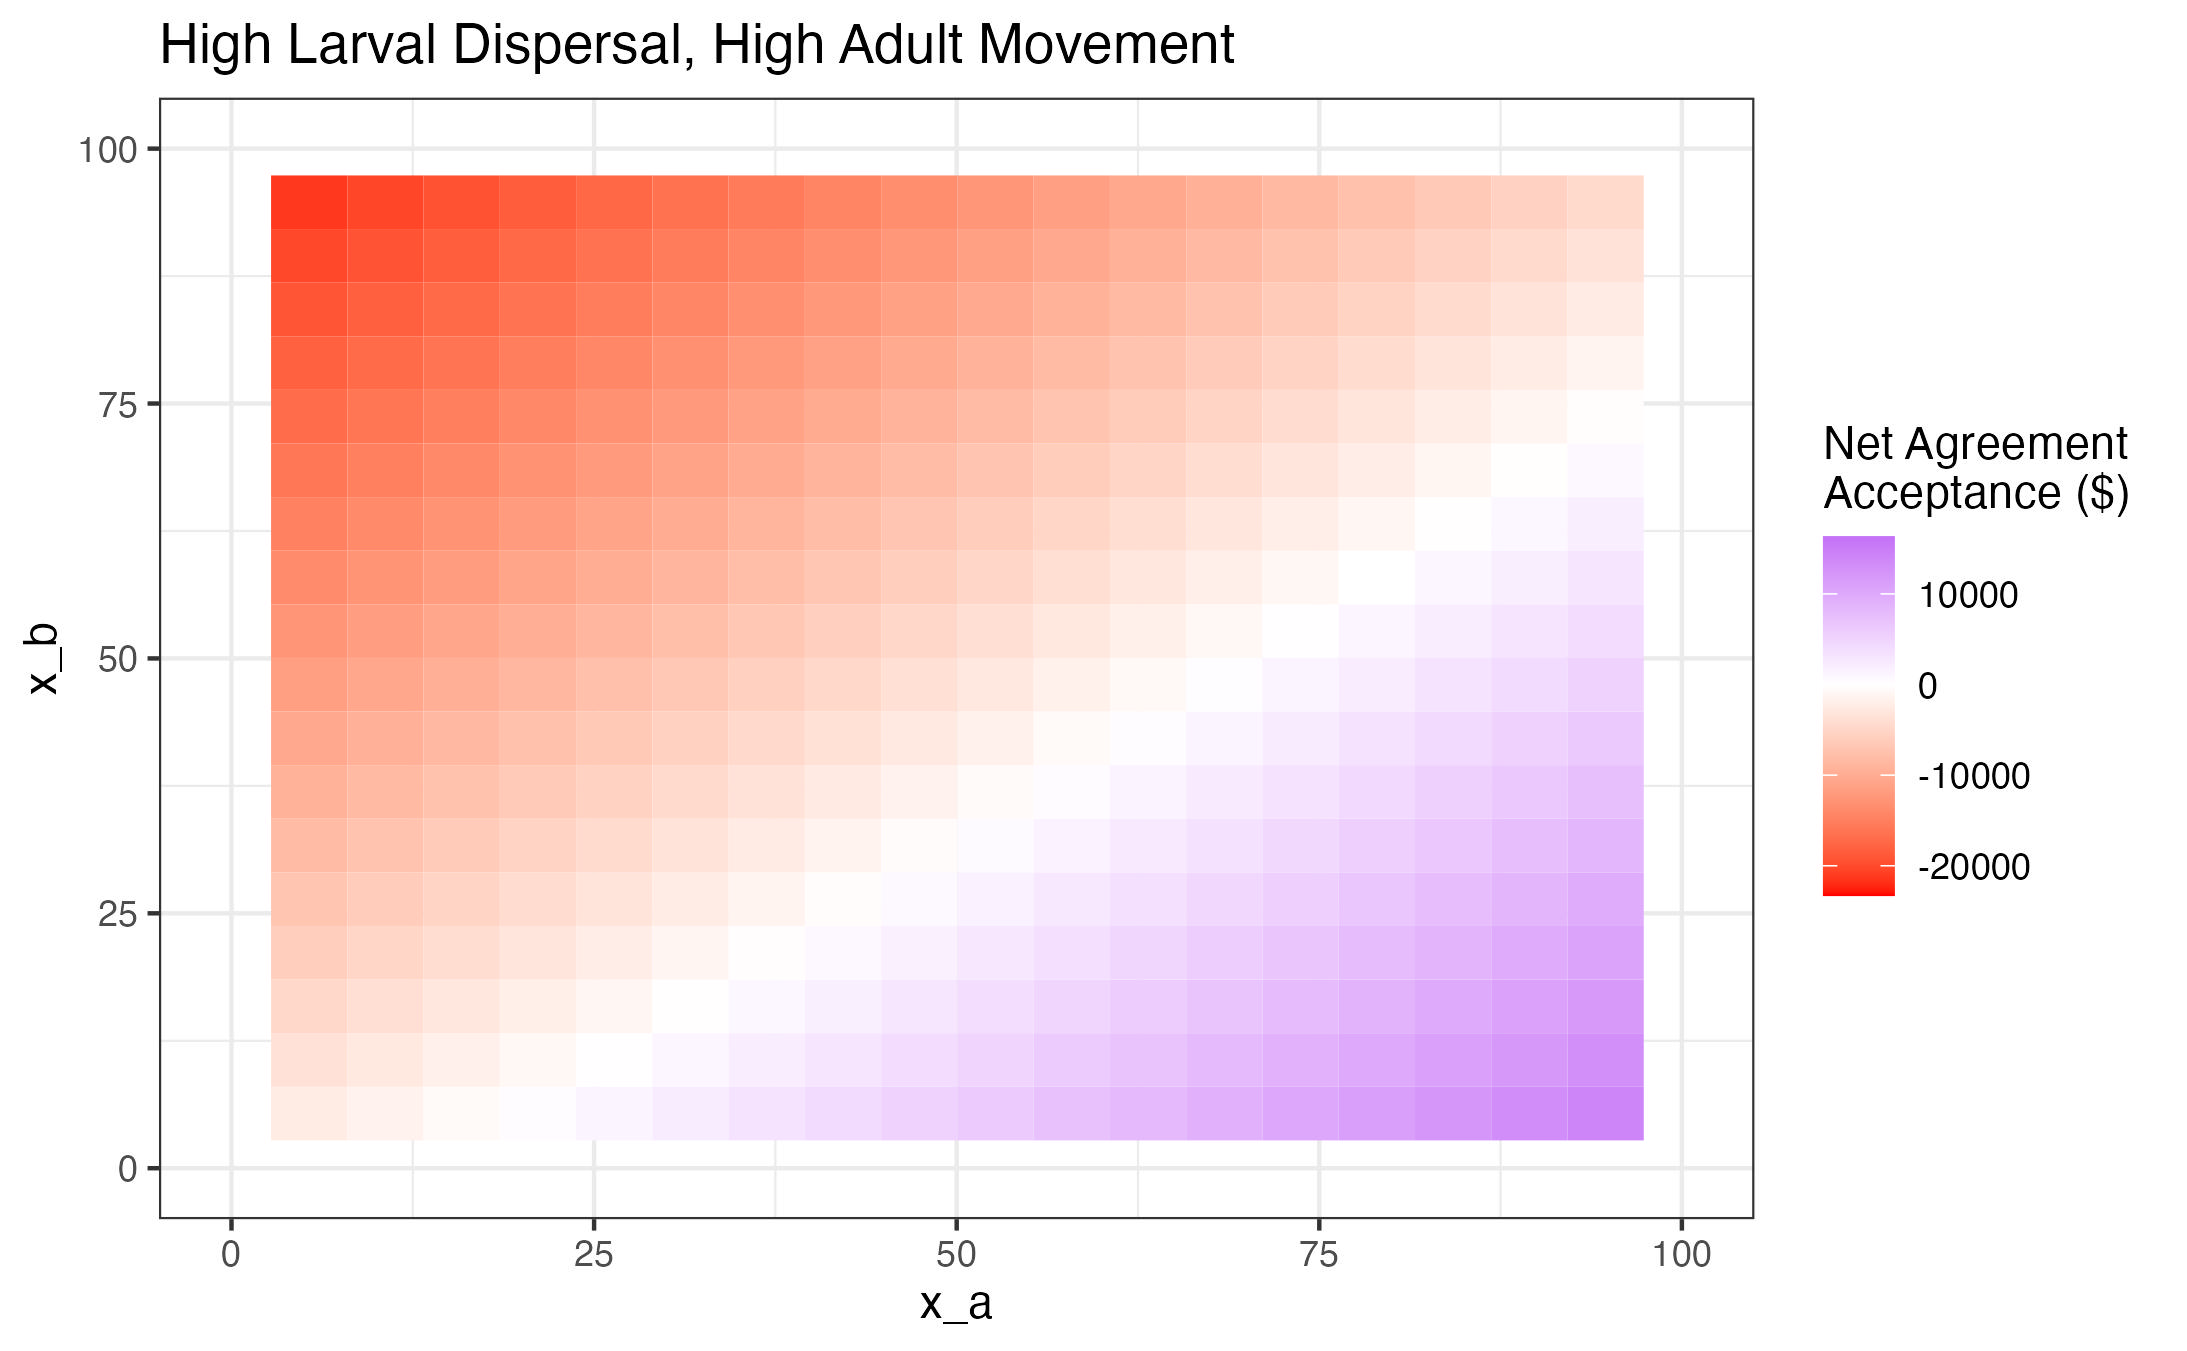 High Larval Dispersal, High Adult Movement
100
75
50
25
0
x_b
0
25
50
75
100
x_a
Net Agreement
Acceptance ($)
10000
0
-10000
-20000